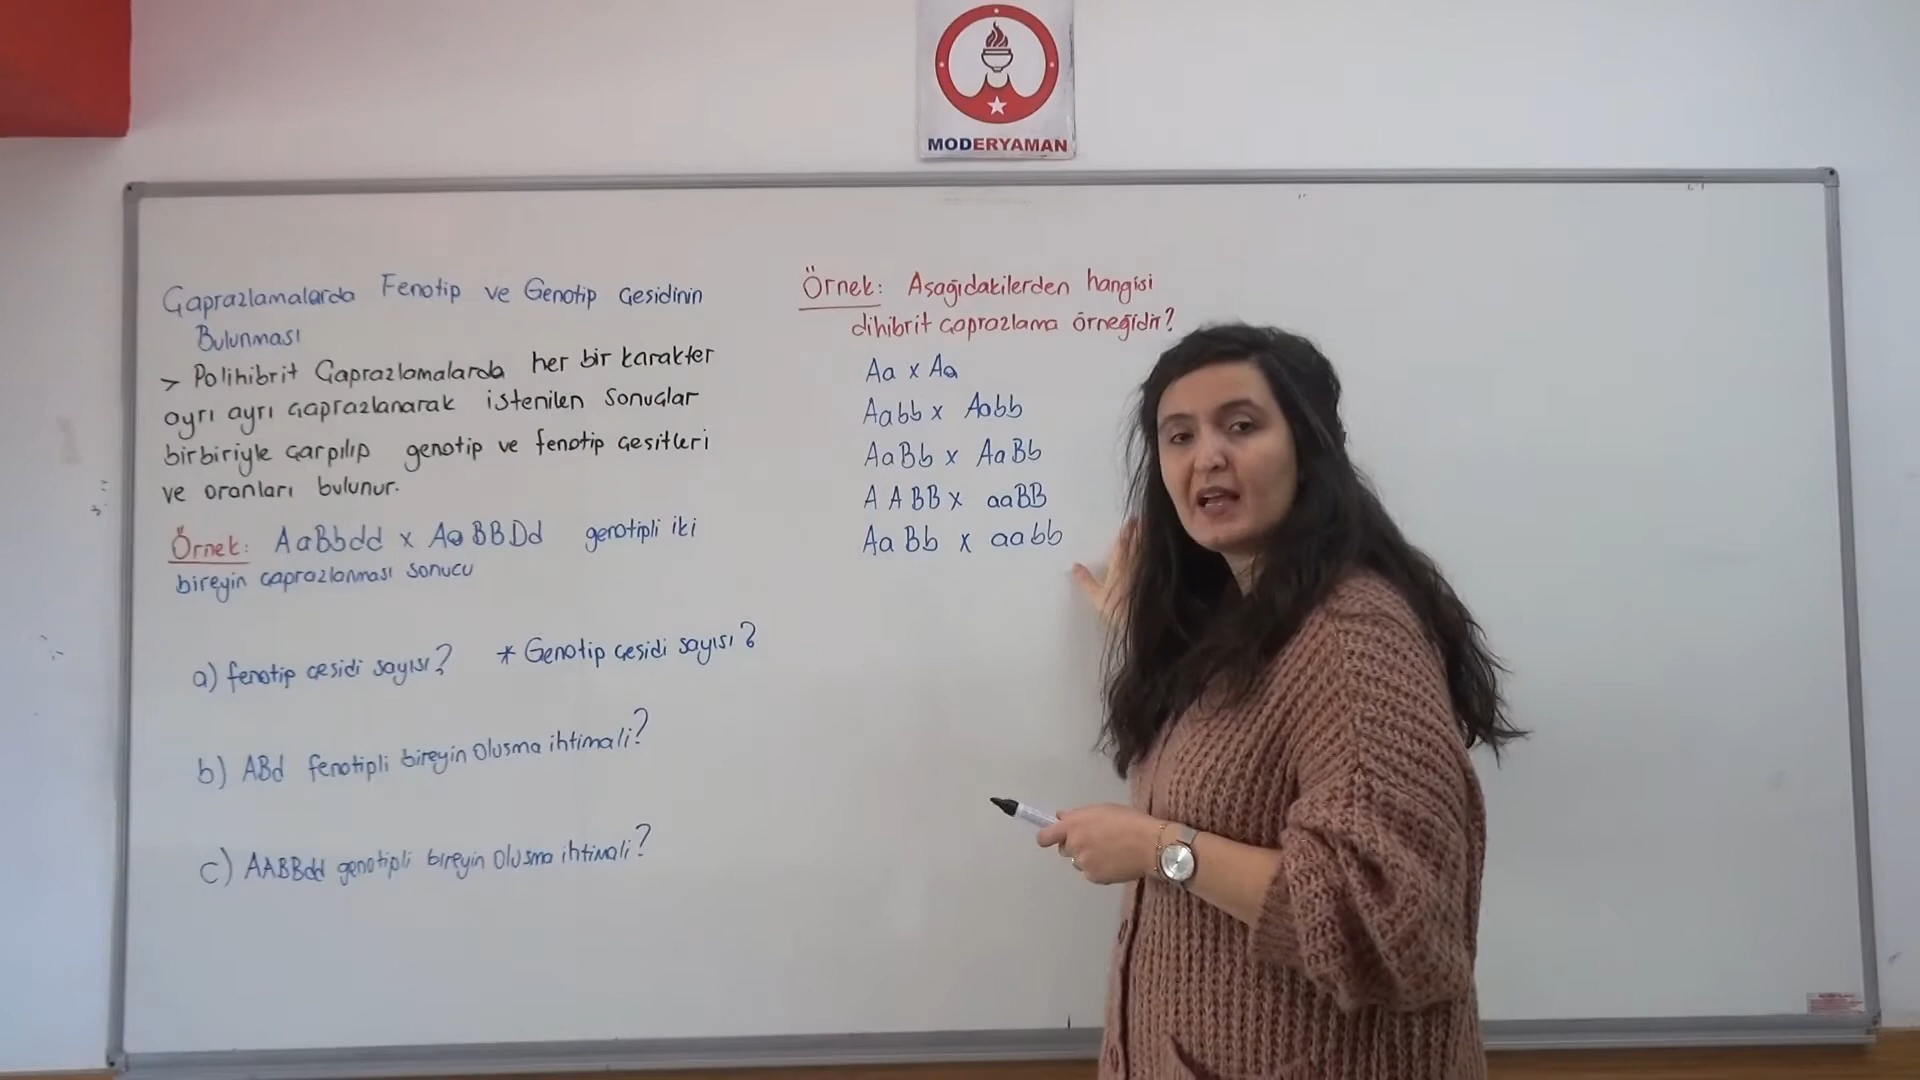 MODERYAMAN
Çaprazlamalarda Fenotip ve Genotip Çeşidinin
Bulunması
> Polihibrit Çaprazlamalarda her bir karakter
ayrı ayrı çaprazlanarak istenilen sonuçlar
birbiriyle çarpılıp genotip ve fenotip çeşitleri
ve oranları bulunur.
Örnek: AaBbdd x AaBBDd genotipli iki
bireyin çaprazlanması sonucu
a) fenotip çeşidi sayısı? * Genotip çeşidi sayısı?
b) ABd fenotipli bireyin oluşma ihtimali?
c) AABBdd genotipli bireyin oluşma ihtimali?
Örnek: Aşağıdakilerden hangisi
dihibrit çaprazlama örneğidir?
Aa x Aa
Aabb x Aabb
AaBb x AaBb
AABB x aaBB
AaBb x aabb